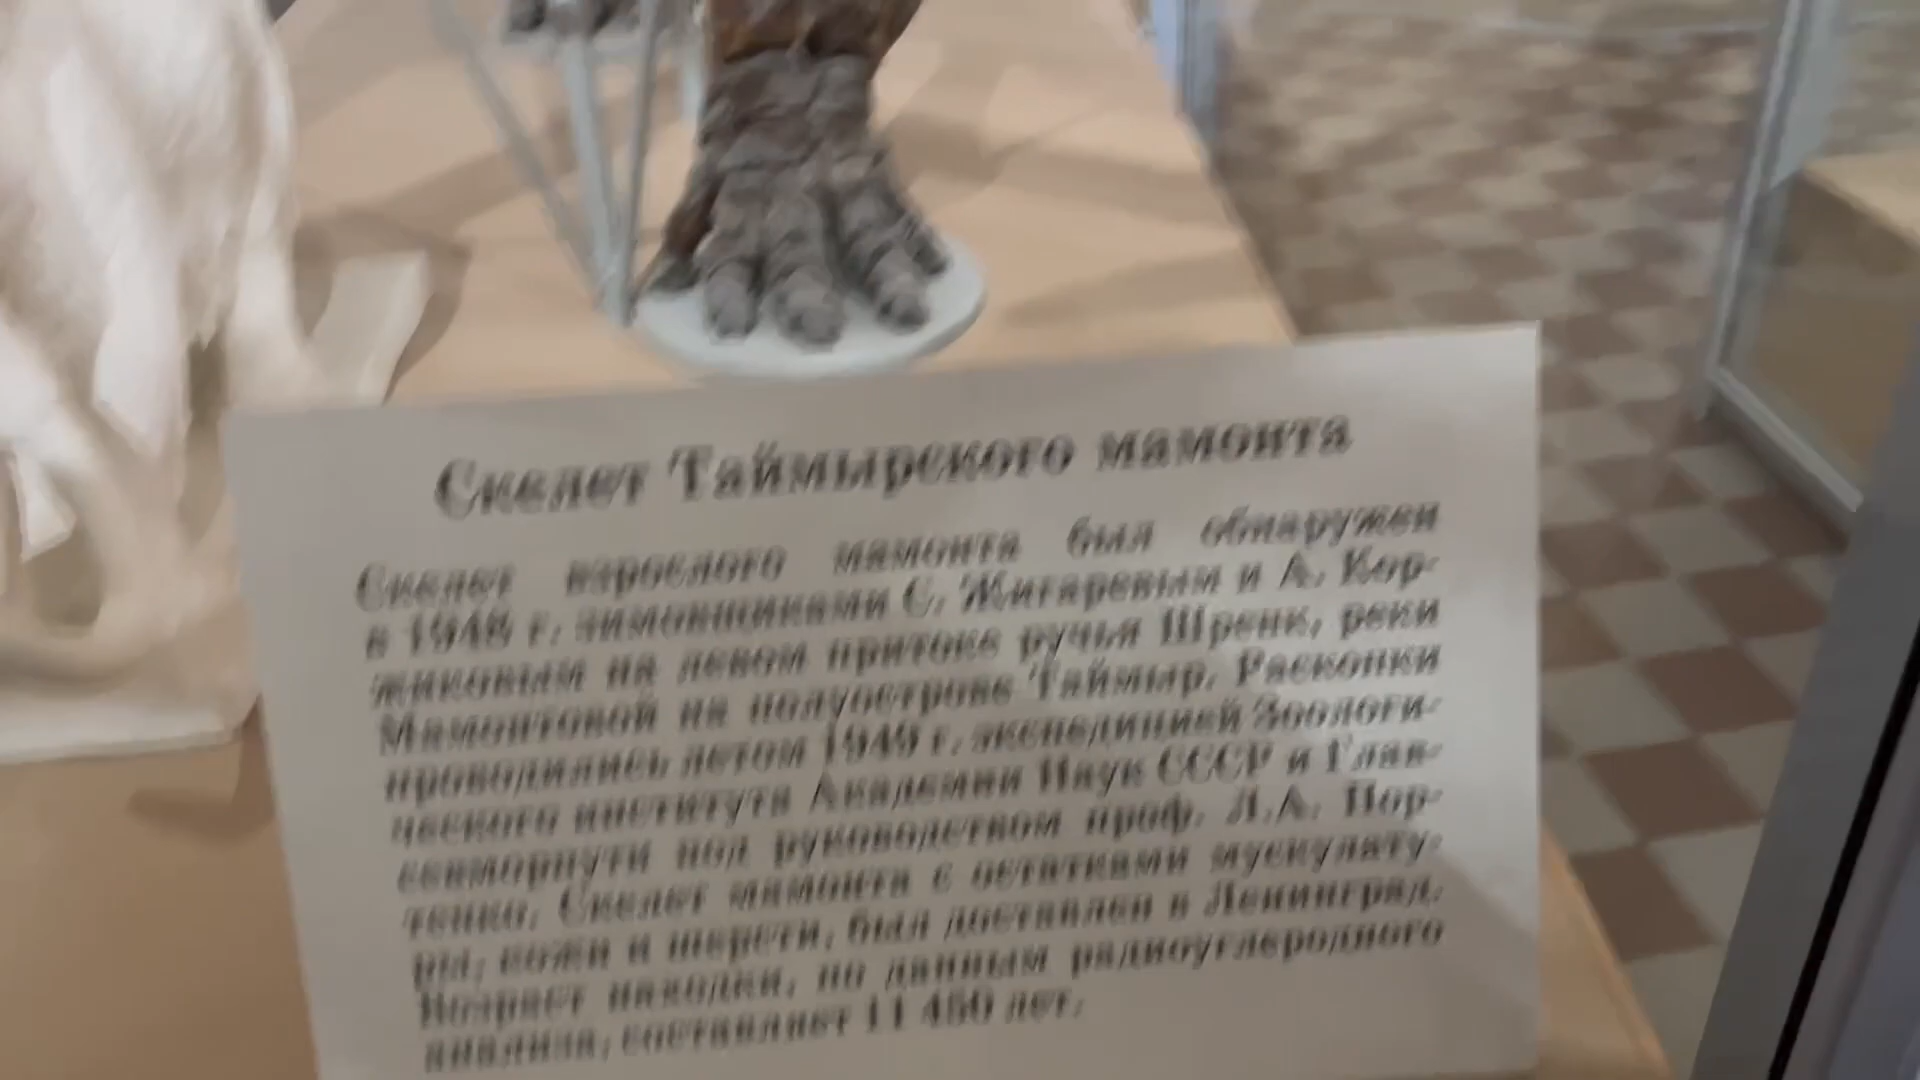 Скелет Таймырского мамонта
Скелет взрослого мамонта был обнаружен
в 1948 г. зимовщиками С. Жигаревым и А. Кор-
жиковым на левом притоке ручья Шренк, реки
Мамонтовой на полуострове Таймыр. Раскопки
проводились летом 1949 г. экспедицией Зоологи-
ческого института Академии Наук СССР и Глав-
севморпути под руководством проф. Л.А. Пор-
тенко. Скелет мамонта с остатками мускулату-
ры, кожи и шерсти, был доставлен в Ленинград.
Возраст находки, по данным радиоуглеродного
анализа, составляет 11 450 лет.